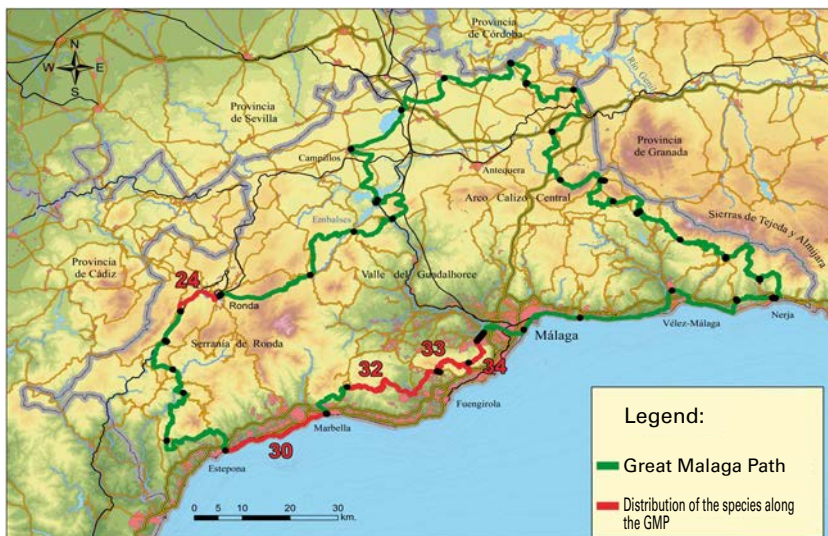 Provincia
de Córdoba
N
W E
S
Río Genil
Provincia
de Sevilla
Provincia
de Granada
Campillos
Antequera
Arco Calizo Central
Sierras de Tejeda y Almijara
Embalses
Provincia
de Cádiz
24
Valle del Guadalhorce
Ronda
Nerja
Vélez-Málaga
Málaga
Serranía de Ronda
33
32
34
Fuengirola
Marbella
30
Estepona
0 5 10 20 30
km.
Legend:
Great Malaga Path
Distribution of the species along
the GMP